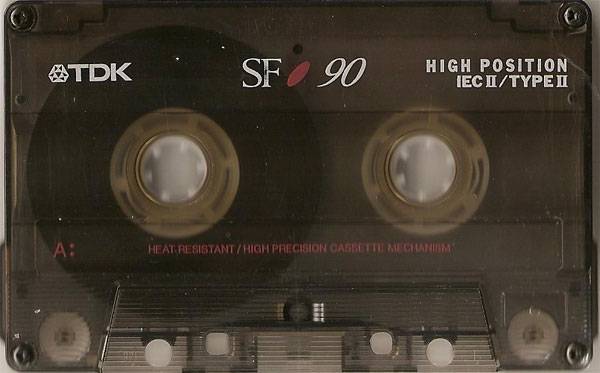 TDK
SF 90
HIGH POSITION
IEC II/TYPE II
A:
HEAT-RESISTANT/HIGH PRECISION CASSETTE MECHANISM